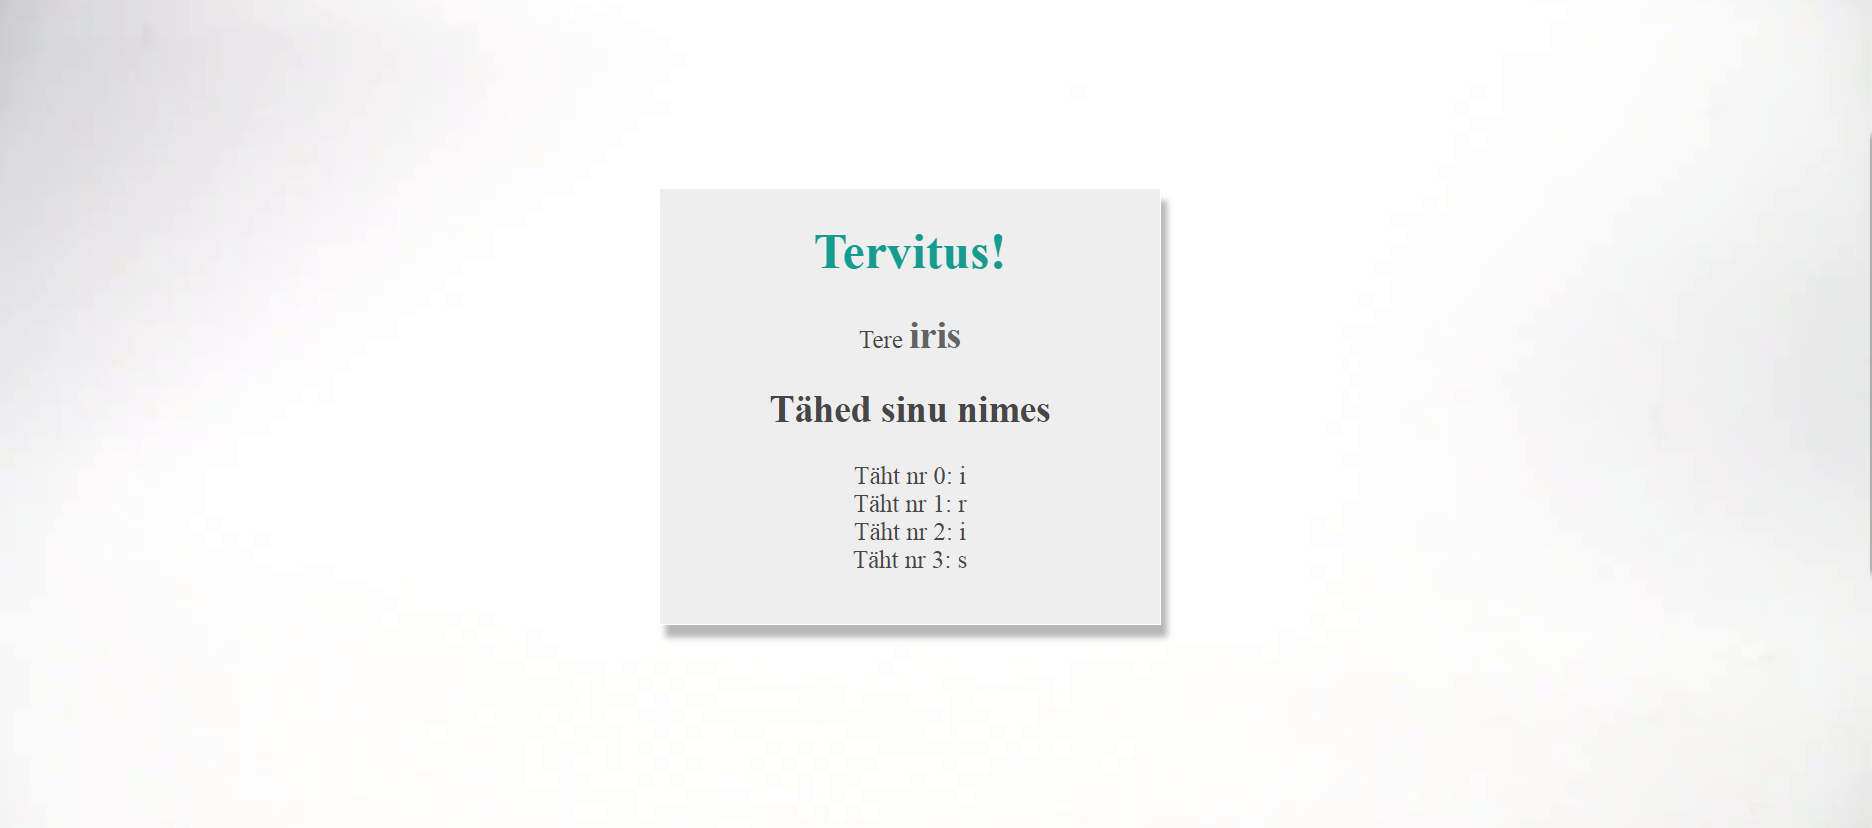 Tervitus!
Tere iris
Tähed sinu nimes
Täht nr 0: i
Täht nr 1: r
Täht nr 2: i
Täht nr 3: s